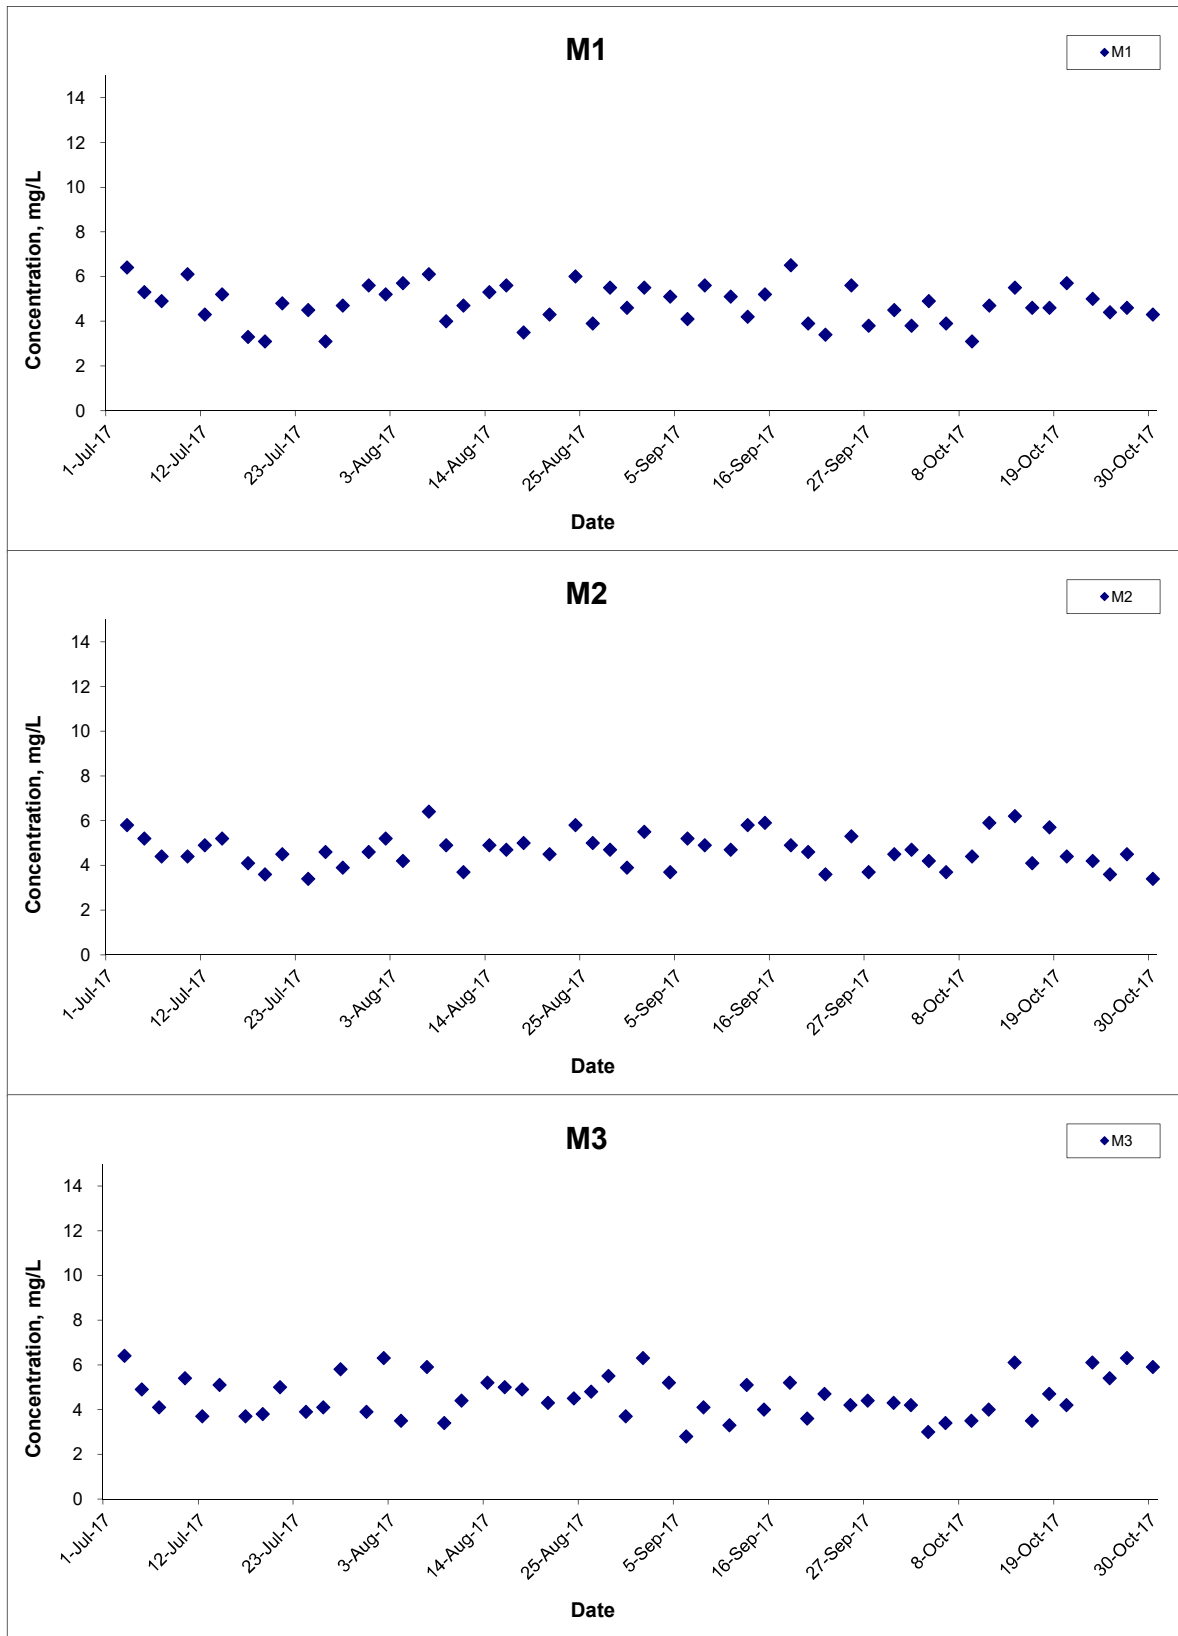 M1
M1
14
12
10
8
6
4
2
0
Concentration, mg/L
1-Jul-17
12-Jul-17
23-Jul-17
3-Aug-17
14-Aug-17
25-Aug-17
5-Sep-17
16-Sep-17
27-Sep-17
8-Oct-17
19-Oct-17
30-Oct-17
Date
M2
M2
14
12
10
8
6
4
2
0
Concentration, mg/L
1-Jul-17
12-Jul-17
23-Jul-17
3-Aug-17
14-Aug-17
25-Aug-17
5-Sep-17
16-Sep-17
27-Sep-17
8-Oct-17
19-Oct-17
30-Oct-17
Date
M3
M3
14
12
10
8
6
4
2
0
Concentration, mg/L
1-Jul-17
12-Jul-17
23-Jul-17
3-Aug-17
14-Aug-17
25-Aug-17
5-Sep-17
16-Sep-17
27-Sep-17
8-Oct-17
19-Oct-17
30-Oct-17
Date